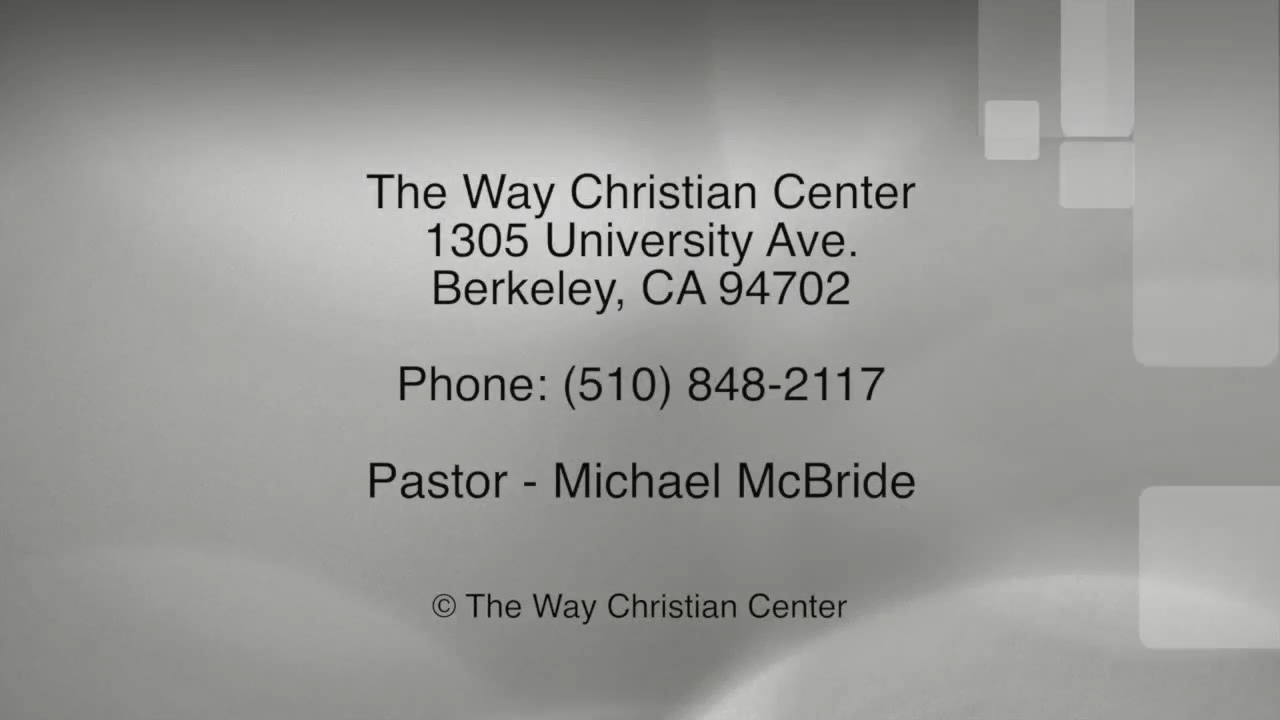 The Way Christian Center
1305 University Ave.
Berkeley, CA 94702
Phone: (510) 848-2117
Pastor - Michael McBride
© The Way Christian Center